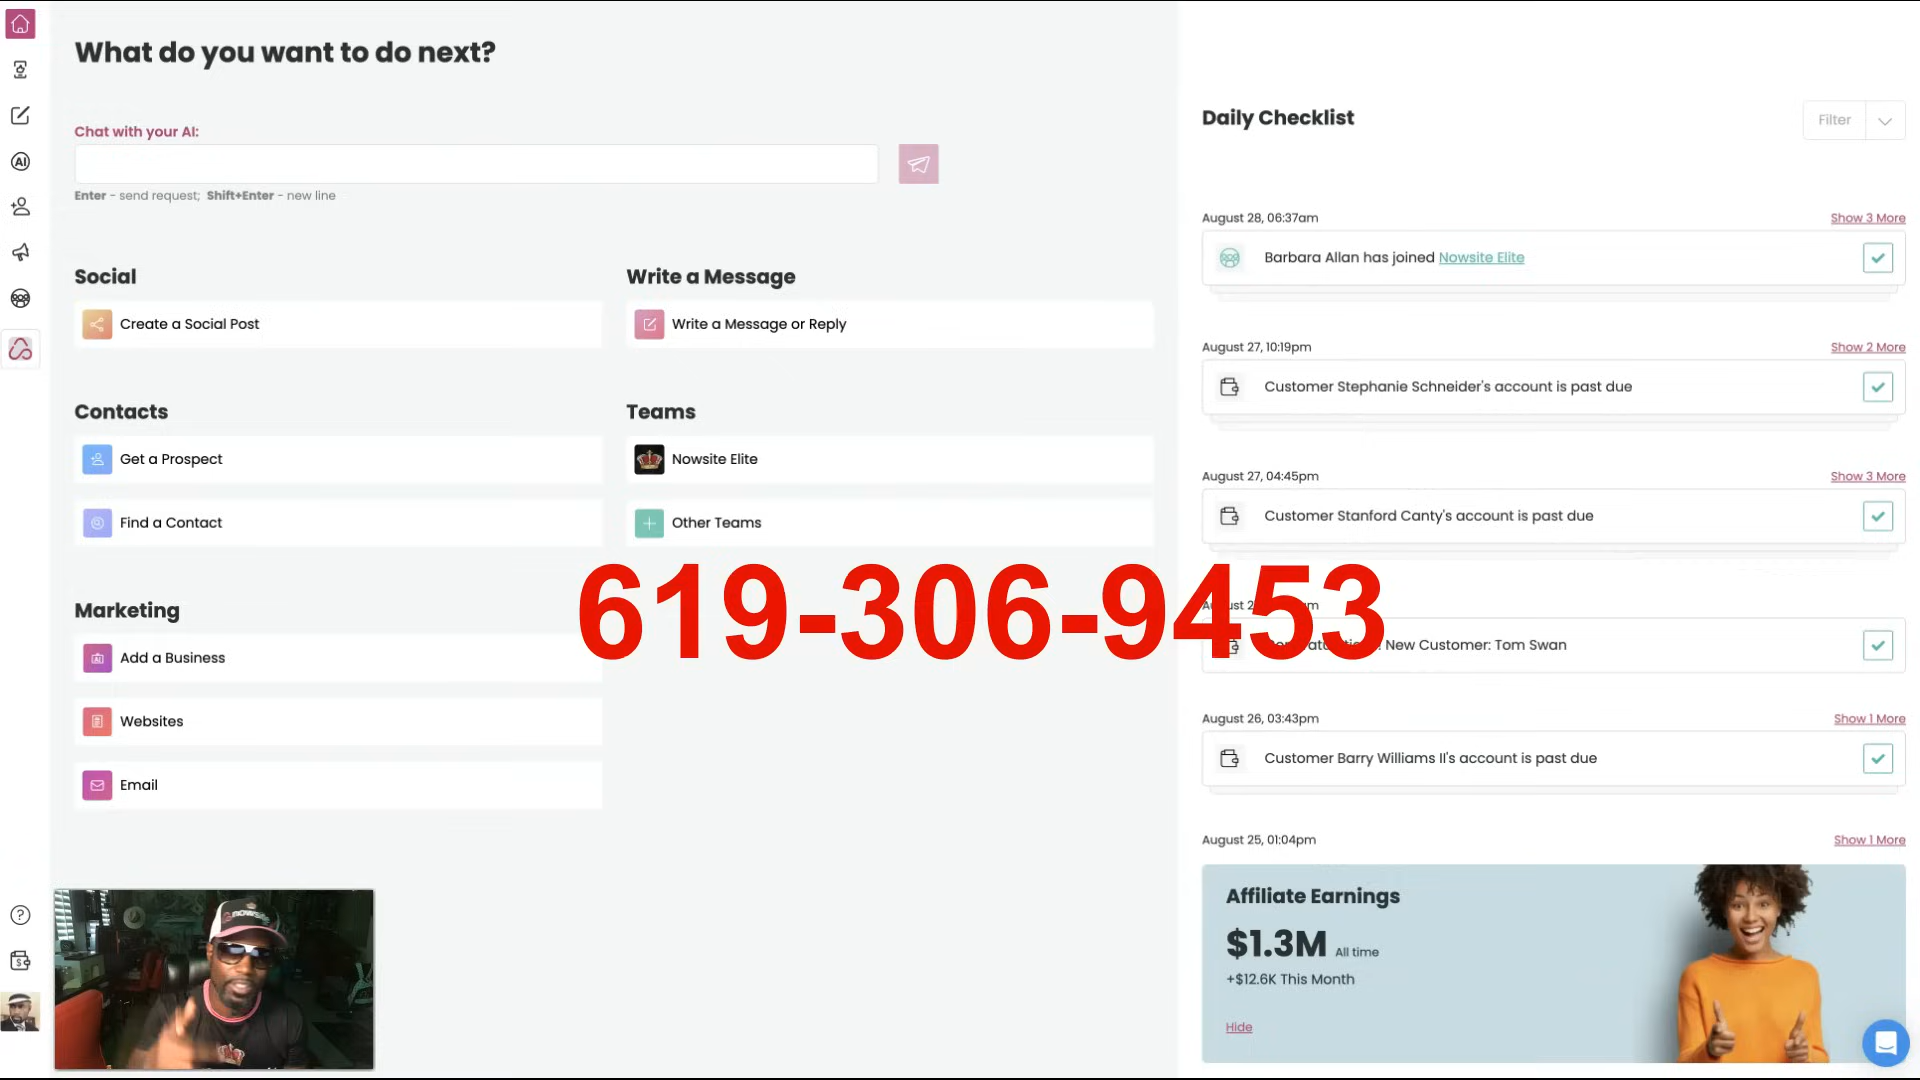 What do you want to do next?
Chat with your AI:
Enter - send request; Shift+Enter - new line
Social
Create a Social Post
Write a Message
Write a Message or Reply
Contacts
Get a Prospect
Find a Contact
Teams
Nowsite Elite
Other Teams
Marketing
Add a Business
Websites
Email
619-306-9453
Daily Checklist
Filter
August 28, 06:37am
Show 3 More
Barbara Allan has joined Nowsite Elite
August 27, 10:19pm
Show 2 More
Customer Stephanie Schneider's account is past due
August 27, 04:45pm
Show 3 More
Customer Stanford Canty's account is past due
New Customer: Tom Swan
August 26, 03:43pm
Show 1 More
Customer Barry Williams II's account is past due
August 25, 01:04pm
Show 1 More
Affiliate Earnings
$1.3M All time
+$12.6K This Month
Hide
AI